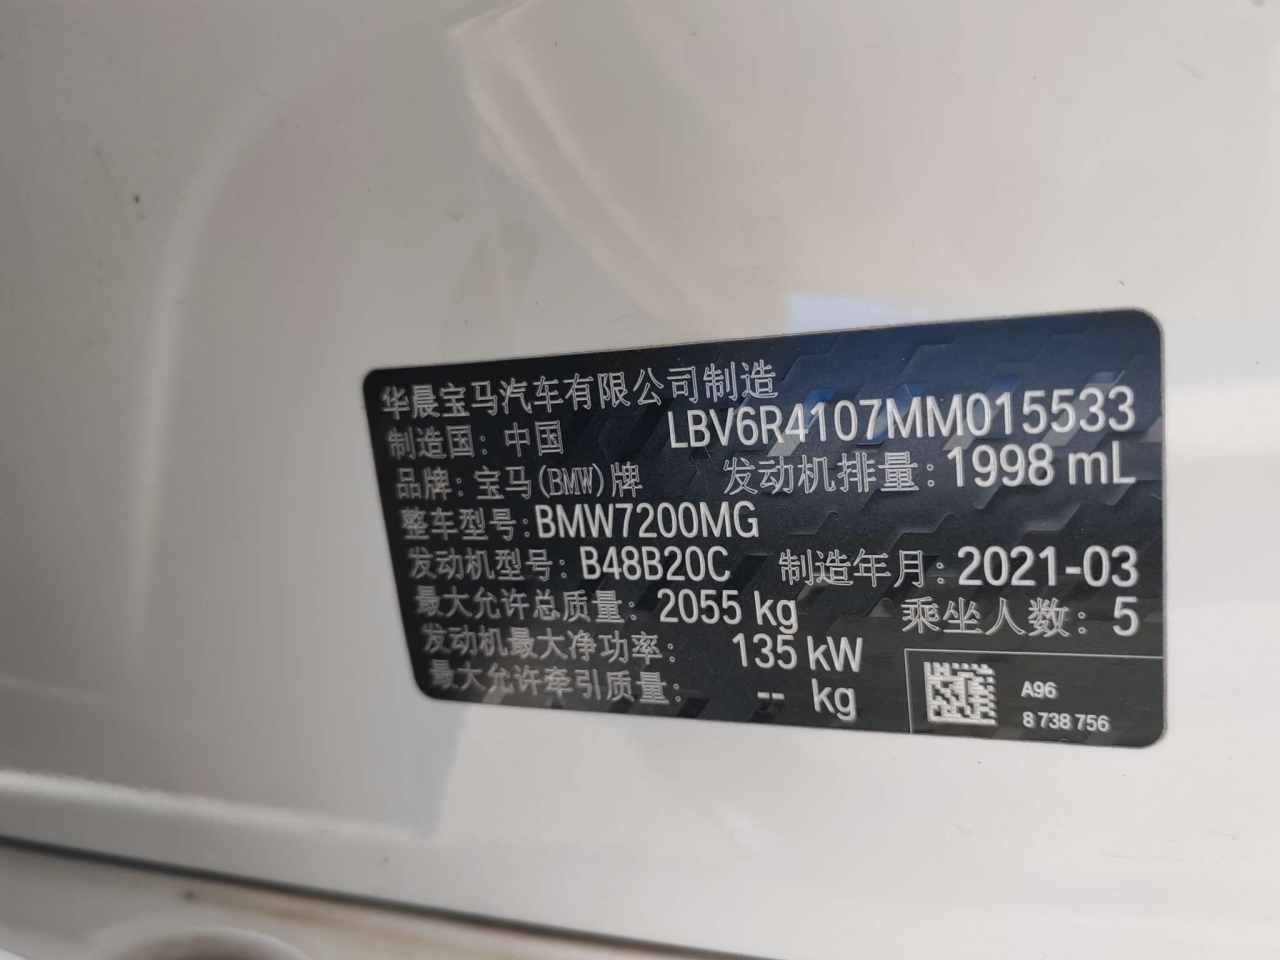 华晨宝马汽车有限公司制造
制造国: 中国 LBV6R4107MM015533
品牌: 宝马(BMW)牌 发动机排量: 1998 mL
整车型号: BMW7200MG
发动机型号: B48B20C 制造年月: 2021-03
最大允许总质量: 2055 kg 乘坐人数: 5
发动机最大净功率: 135 kW
最大允许牵引质量: -- kg
A96
8 738 756